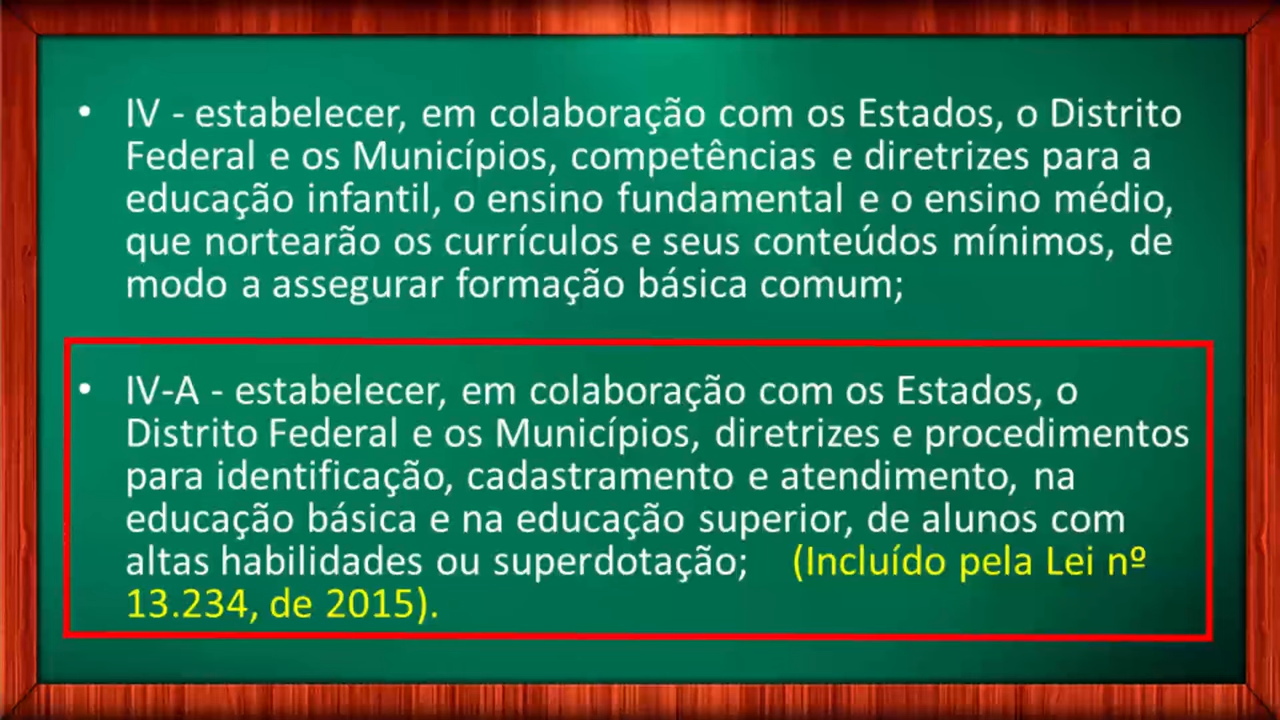 • IV - estabelecer, em colaboração com os Estados, o Distrito
Federal e os Municípios, competências e diretrizes para a
educação infantil, o ensino fundamental e o ensino médio,
que nortearão os currículos e seus conteúdos mínimos, de
modo a assegurar formação básica comum;
• IV-A - estabelecer, em colaboração com os Estados, o
Distrito Federal e os Municípios, diretrizes e procedimentos
para identificação, cadastramento e atendimento, na
educação básica e na educação superior, de alunos com
altas habilidades ou superdotação; (Incluído pela Lei nº
13.234, de 2015).